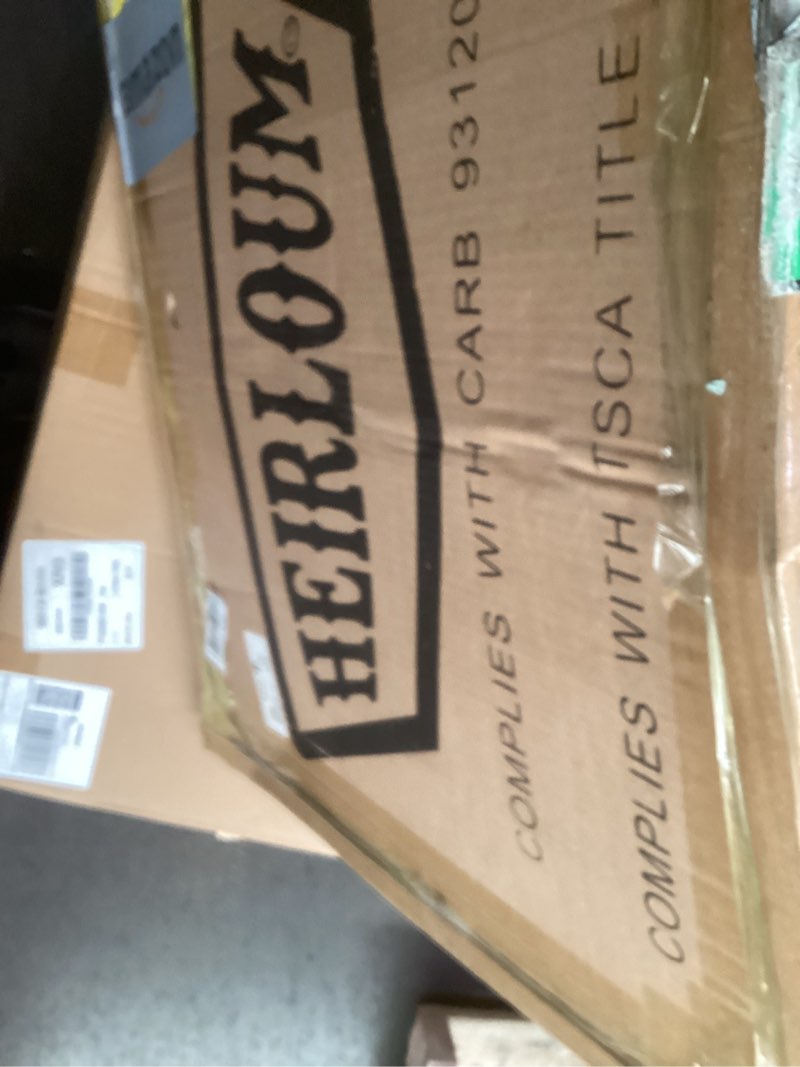 HEIRLOUM®
COMPLIES WITH CARB 93120
COMPLIES WITH TSCA TITLE